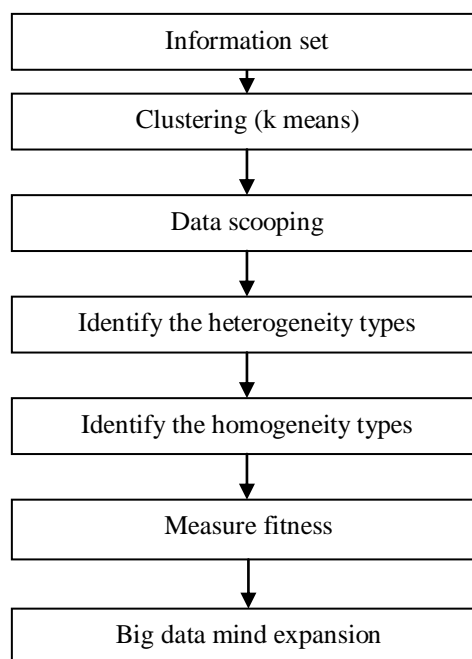 Information set
Clustering (k means)
Data scooping
Identify the heterogeneity types
Identify the homogeneity types
Measure fitness
Big data mind expansion